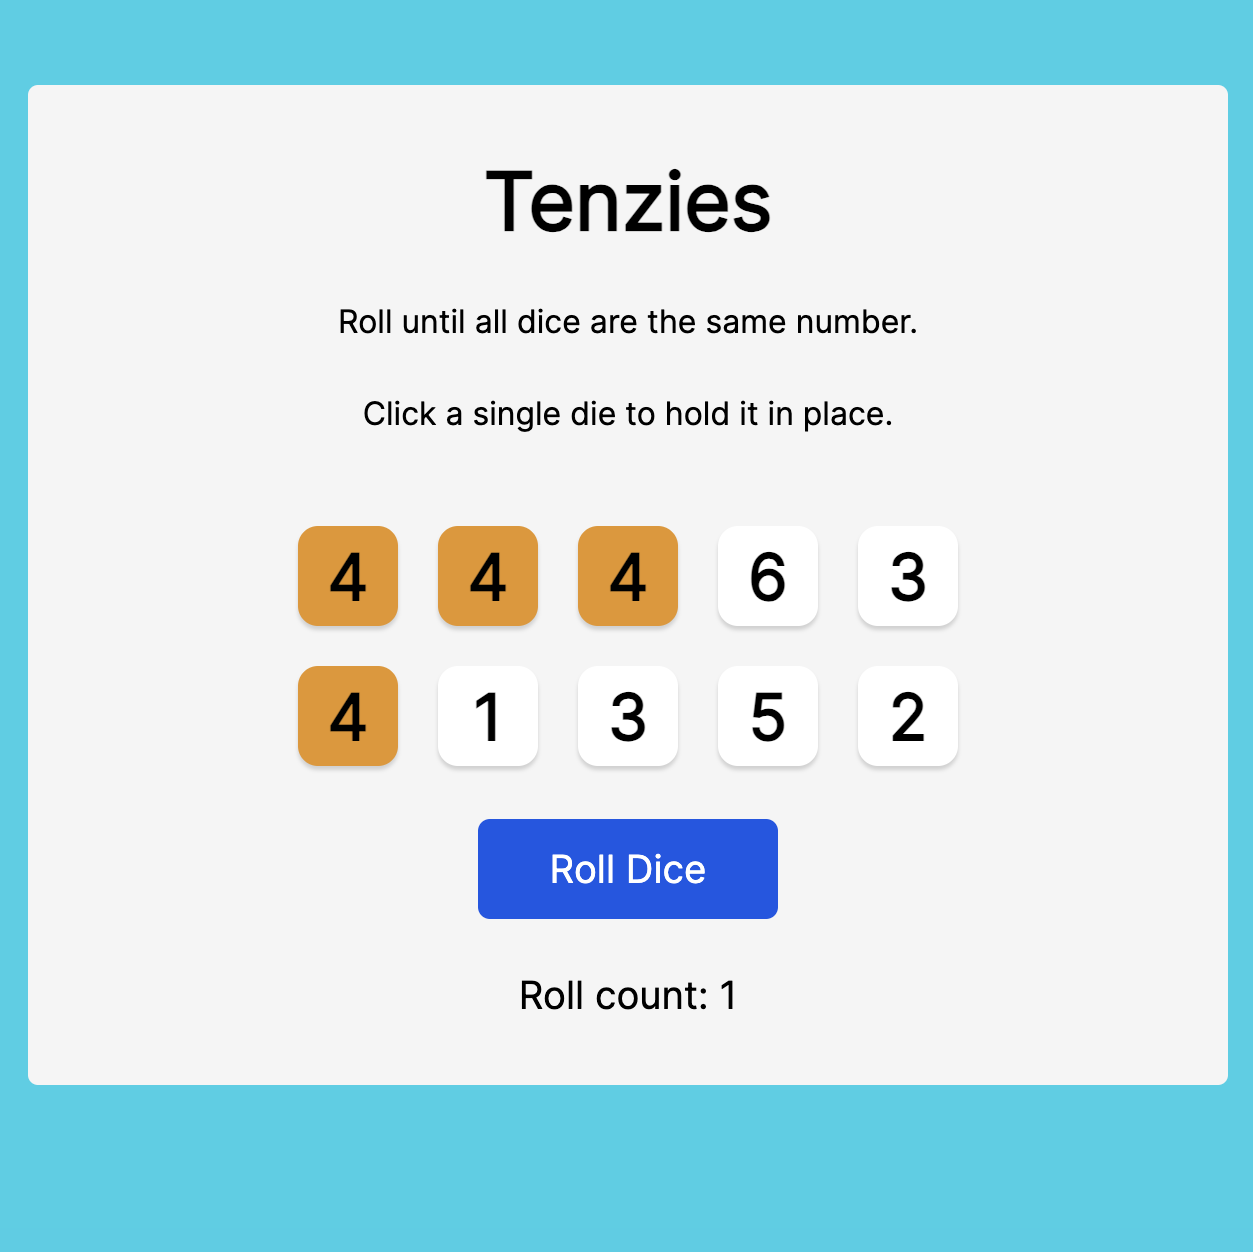 Tenzies
Roll until all dice are the same number.
Click a single die to hold it in place.
4 4 4 6 3
4 1 3 5 2
Roll Dice
Roll count: 1